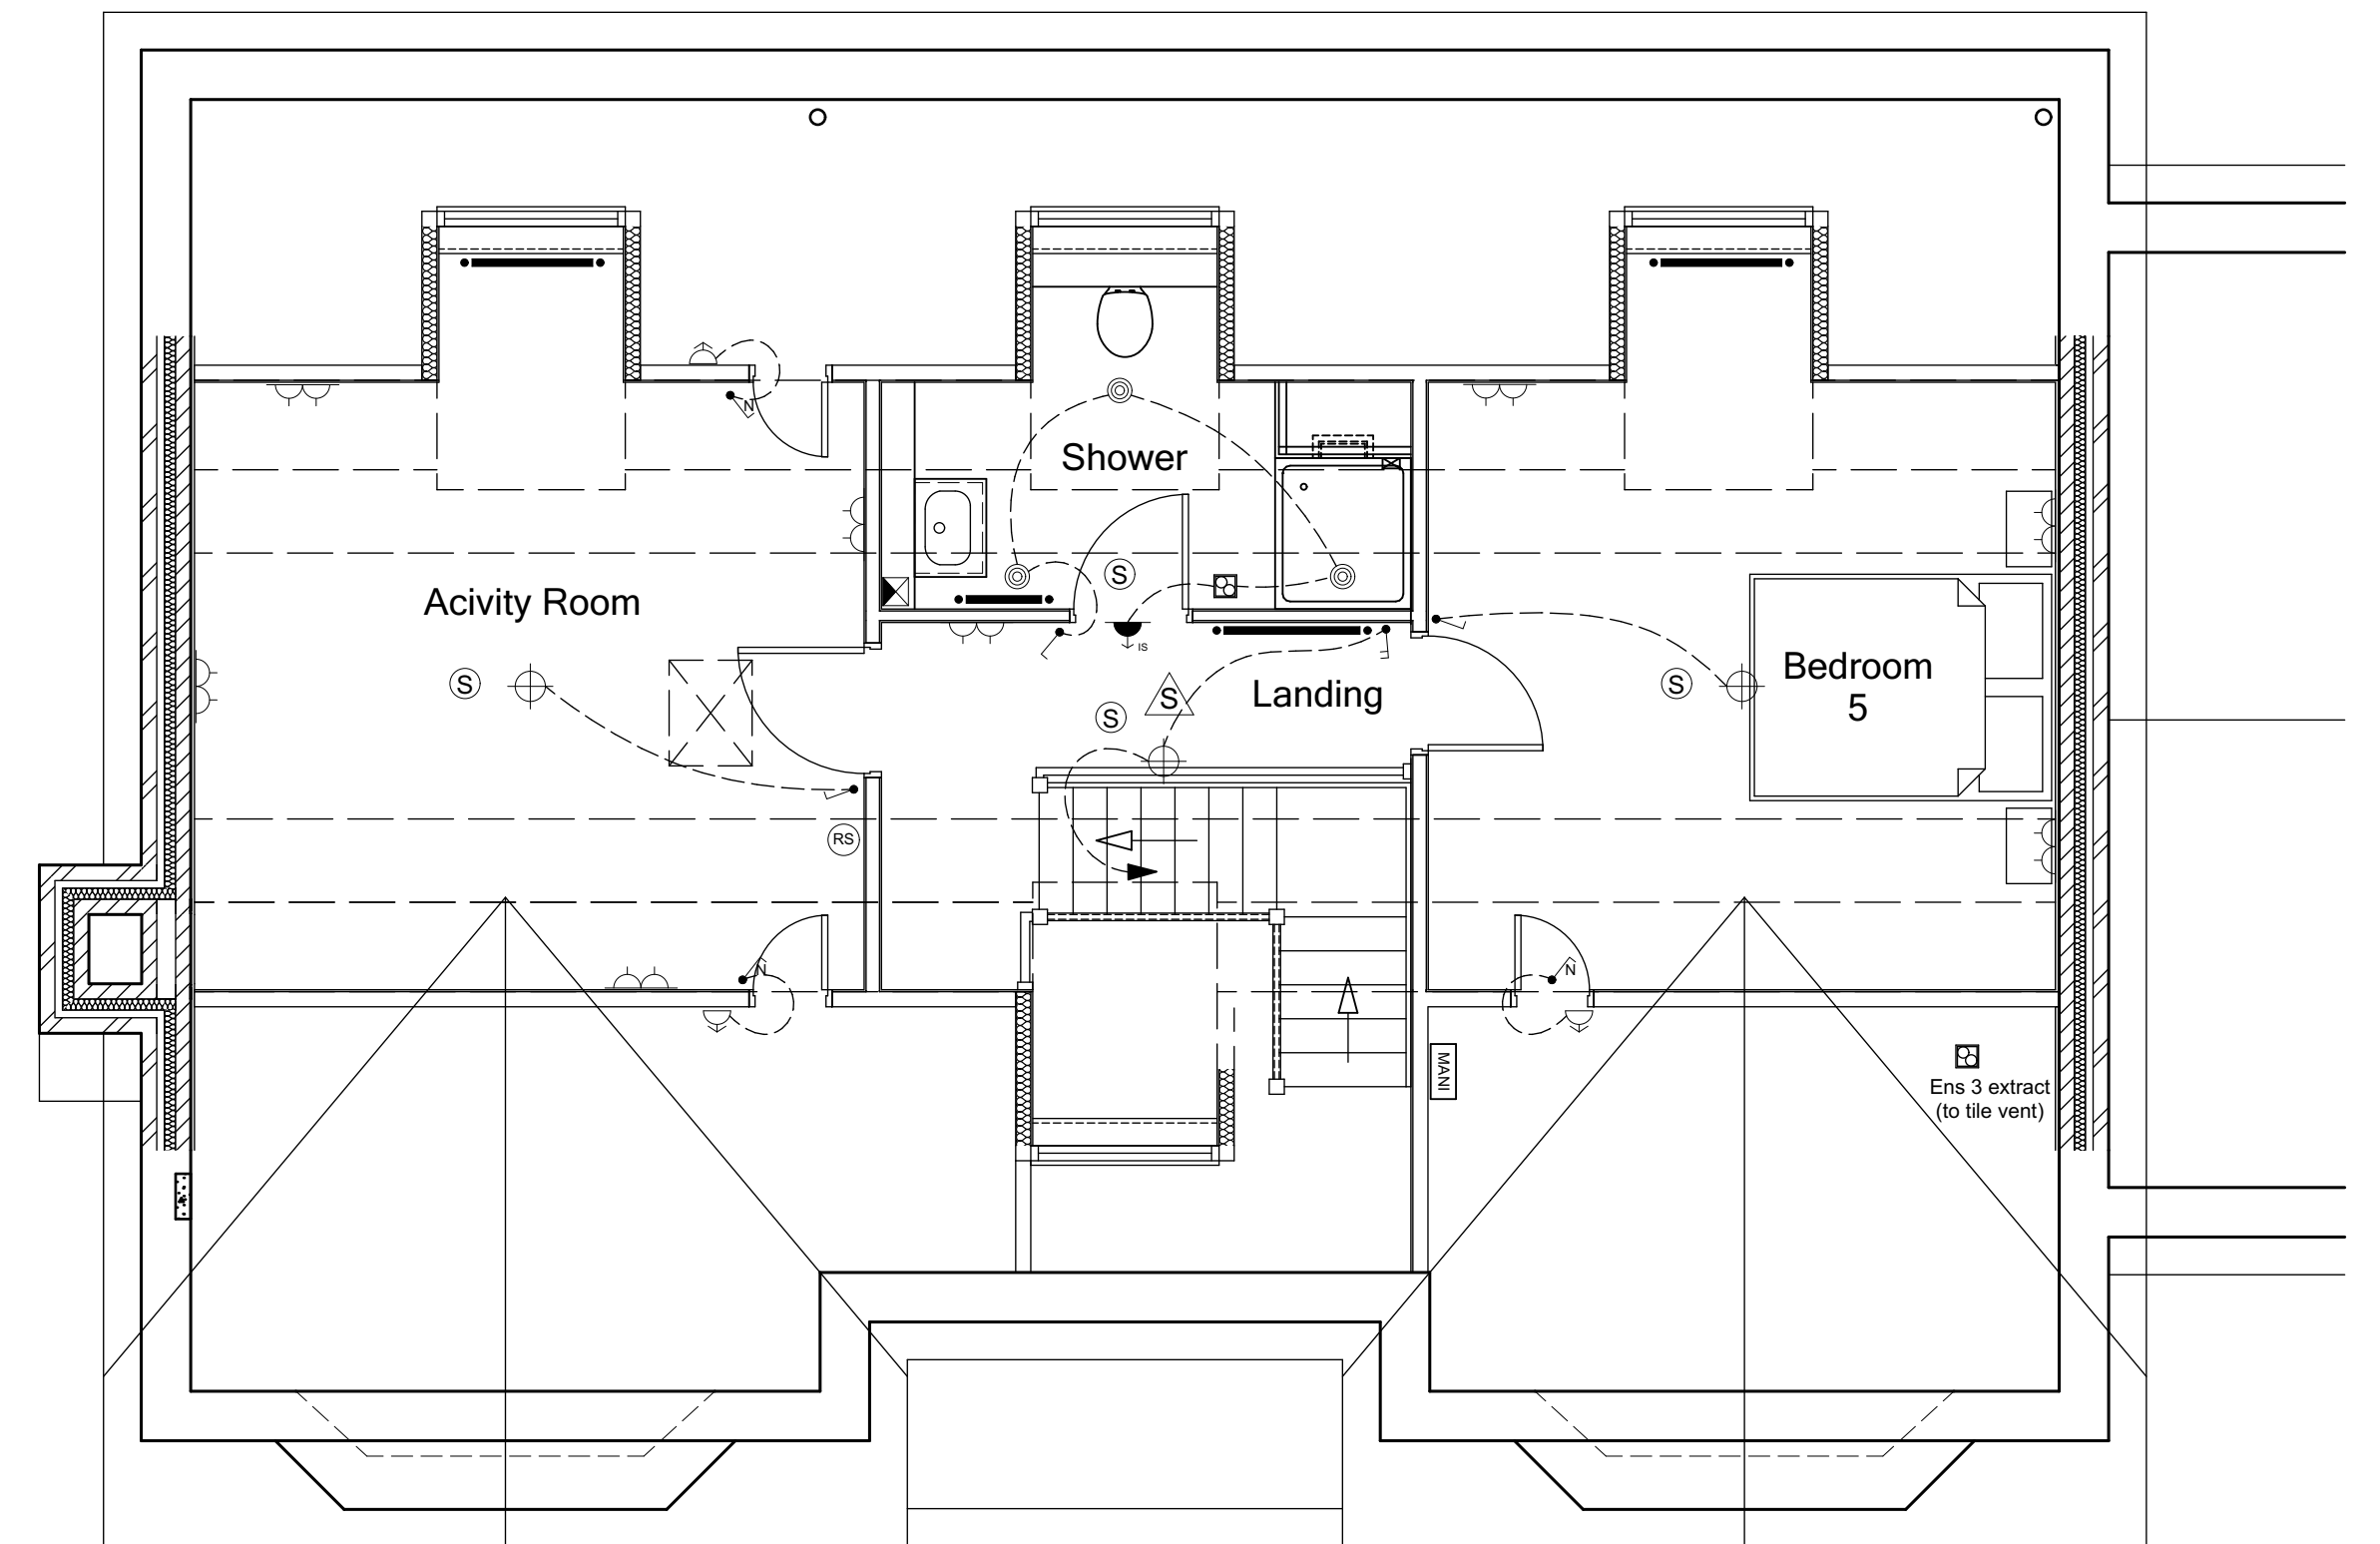 N
Shower
S
Acivity Room
IS
S
S
S
S
Landing
Bedroom
5
RS
N
N
MANI
Ens 3 extract
(to tile vent)